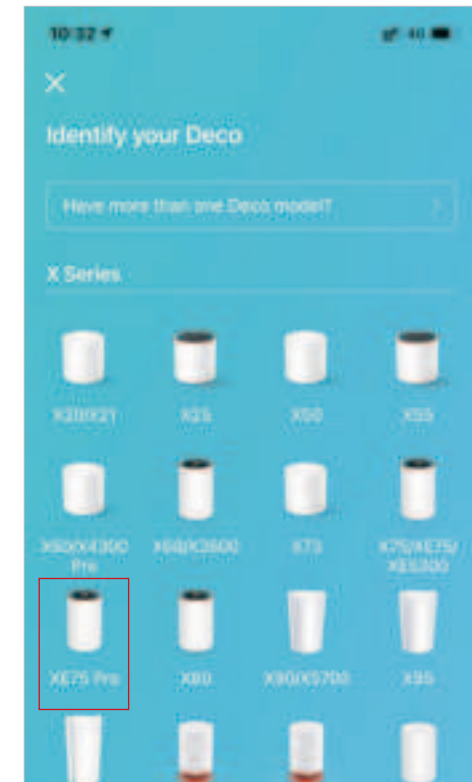 10:32
4G
Identify your Deco
Have more than one Deco model?
X Series
X20/X21 X25 X50 X55
X60/X4300 Pro X68/X3600 X73 X75/XE75/XE5300
XE75 Pro X80 X90/X5700 X95